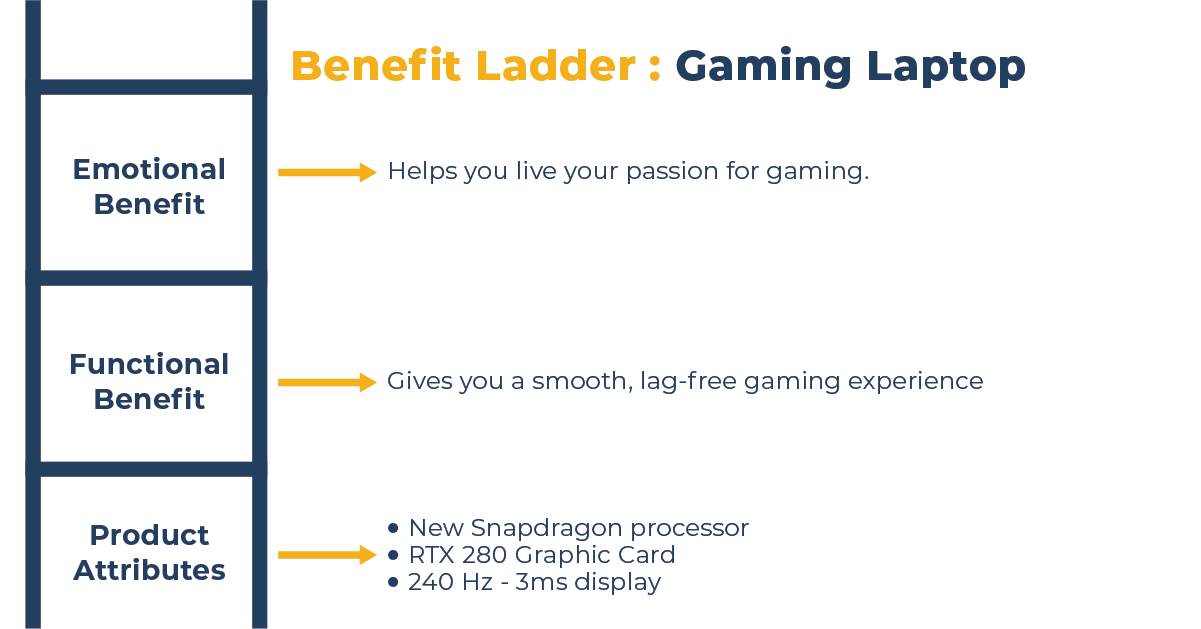 Benefit Ladder : Gaming Laptop
Emotional
Benefit
Helps you live your passion for gaming.
Functional
Benefit
Gives you a smooth, lag-free gaming experience
Product
Attributes
● New Snapdragon processor
● RTX 280 Graphic Card
● 240 Hz - 3ms display